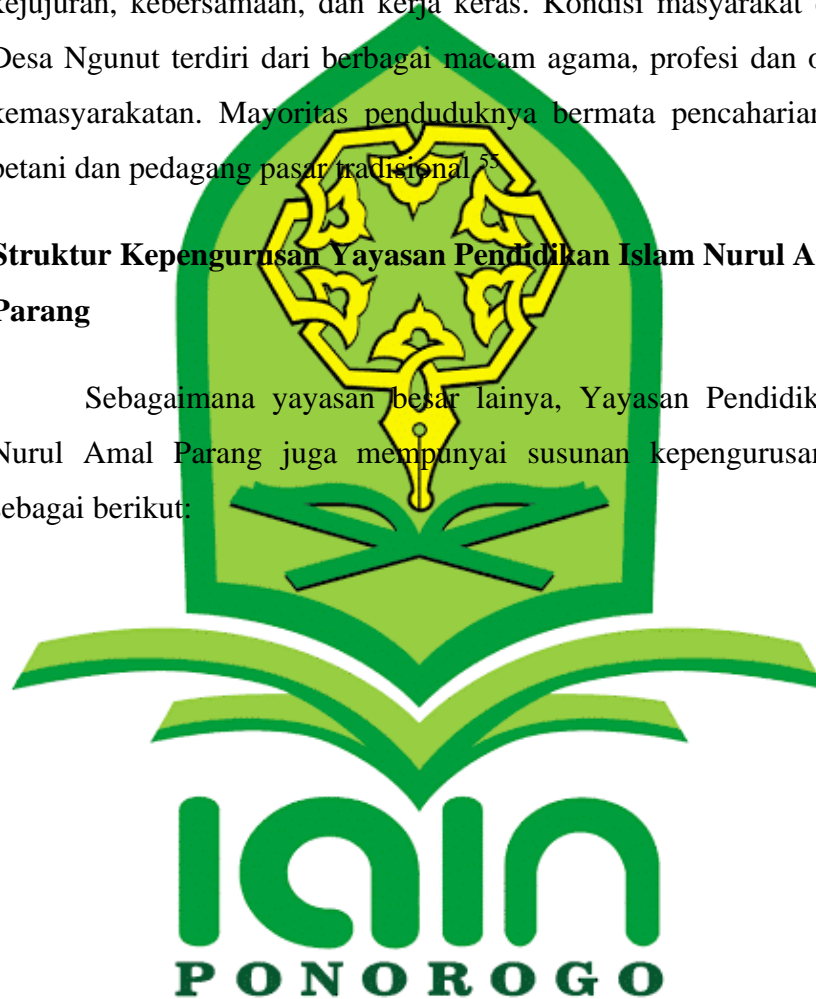 kejujuran, kebersamaan, dan kerja keras. Kondisi masyarakat
Desa Ngunut terdiri dari berbagai macam agama, profesi dan
kemasyarakatan. Mayoritas penduduknya bermata pencaharian
petani dan pedagang pasar tradisional.⁵⁵
Struktur Kepengurusan Yayasan Pendidikan Islam Nurul A
Parang
Sebagaimana yayasan besar lainya, Yayasan Pendidik
Nurul Amal Parang juga mempunyai susunan kepengurusan
sebagai berikut:
IAIN
PONOROGO